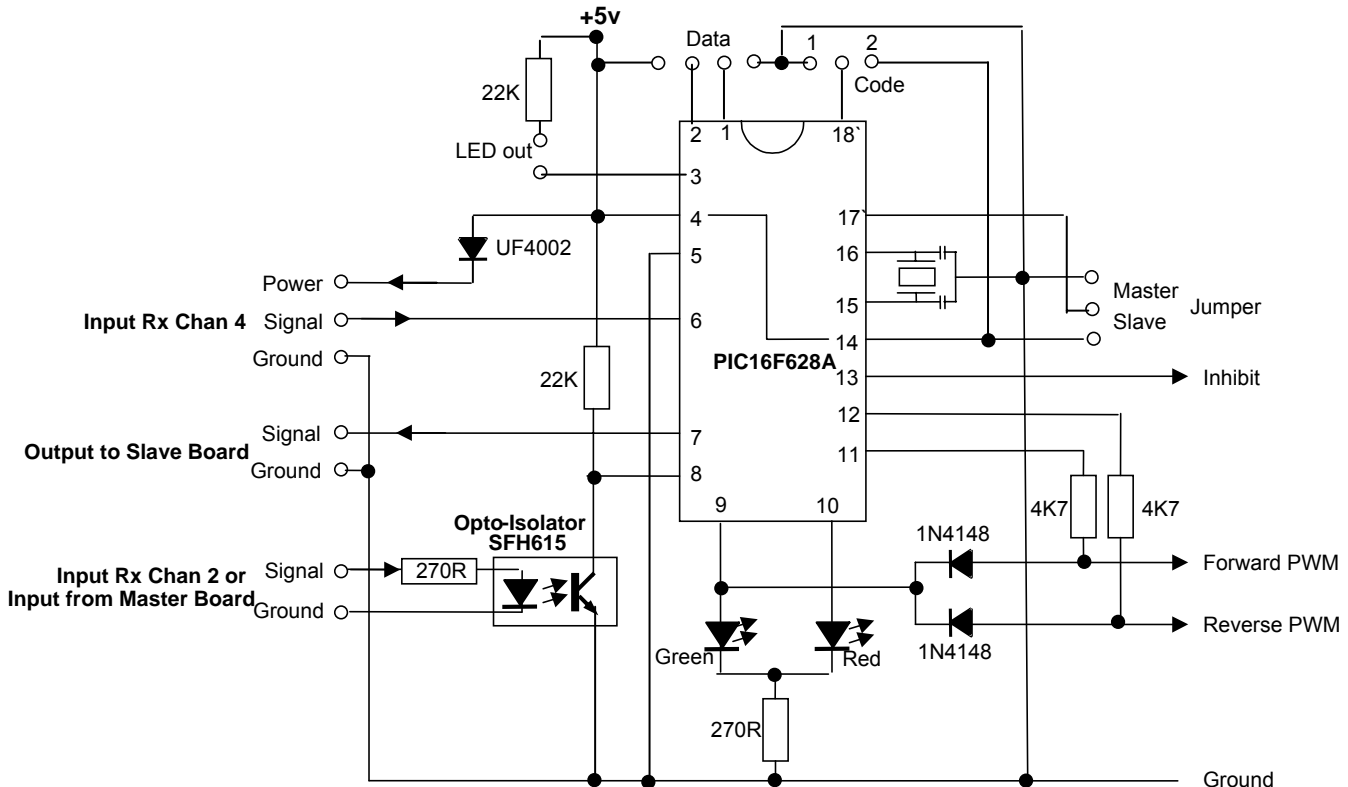 +5v
Data
1
2
Code
22K
LED out
2
1
18`
3
4
17`
UF4002
5
16
Power
Master
Jumper
15
Slave
Input Rx Chan 4
Signal
6
14
Ground
PIC16F628A
22K
13
Inhibit
12
Signal
7
Output to Slave Board
11
Ground
8
9
10
4K7
4K7
Opto-Isolator
SFH615
1N4148
Input Rx Chan 2 or
Signal
270R
Forward PWM
Input from Master Board
Ground
Reverse PWM
1N4148
Green
Red
270R
Ground